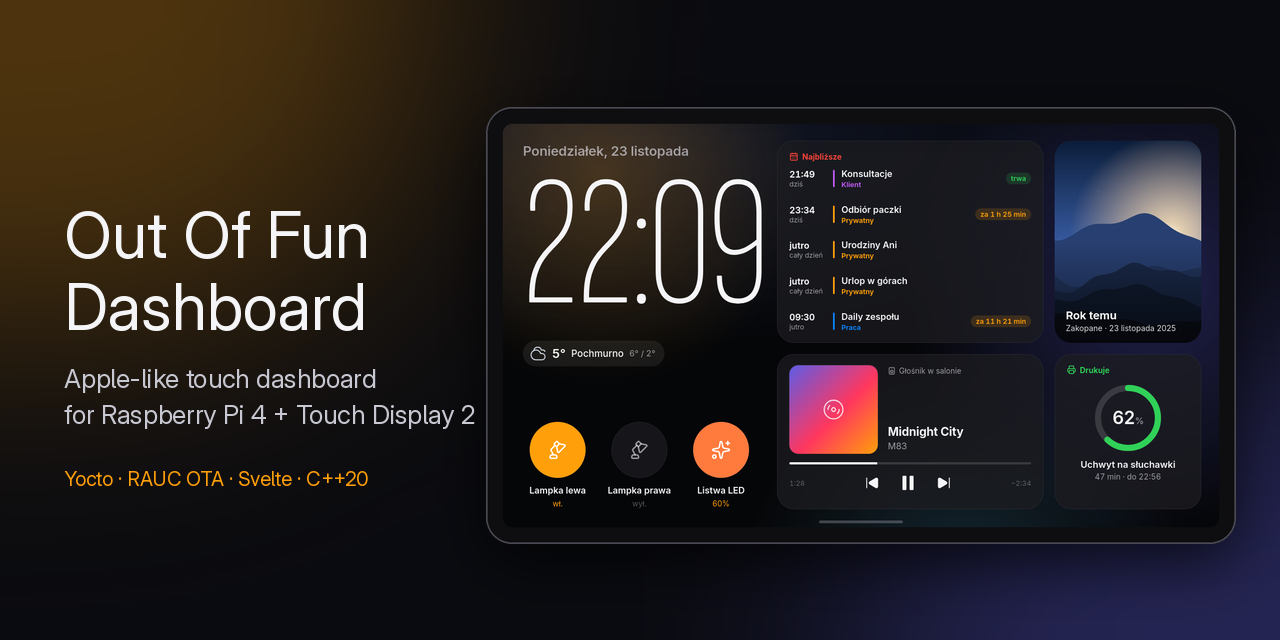 Out Of Fun
Dashboard
Apple-like touch dashboard
for Raspberry Pi 4 + Touch Display 2
Yocto · RAUC OTA · Svelte · C++20
Poniedziałek, 23 listopada
22:09
5° Pochmurno 6° / 2°
Lampka lewa
wł.
Lampka prawa
wył.
Listwa LED
60%
Najbliższe
21:49 Konsultacje trwa
dziś Klient
23:34 Odbiór paczki za 1 h 25 min
dziś Prywatny
jutro Urodziny Ani
cały dzień Prywatny
jutro Urlop w górach
cały dzień Prywatny
09:30 Daily zespołu za 11 h 21 min
jutro Praca
Rok temu
Zakopane · 23 listopada 2025
Głośnik w salonie
Midnight City
M83
1:28 −2:34
Drukuje
62%
Uchwyt na słuchawki
47 min · do 22:56